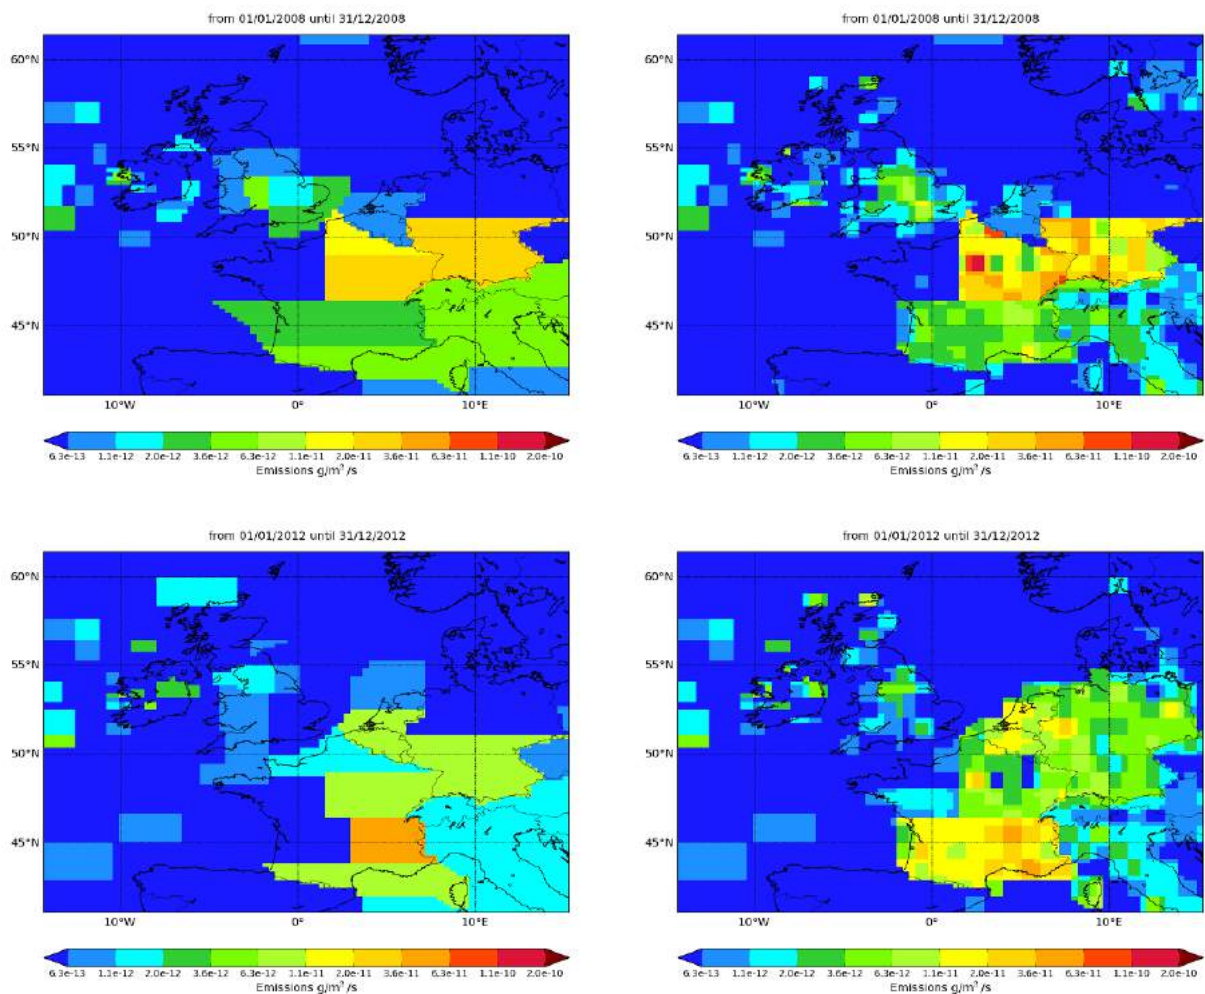 from 01/01/2008 until 31/12/2008
60°N
55°N
50°N
45°N
10°W 0° 10°E
6.3e-13 1.1e-12 2.0e-12 3.6e-12 6.3e-12 1.1e-11 2.0e-11 3.6e-11 6.3e-11 1.1e-10 2.0e-10
Emissions g/m²/s
from 01/01/2008 until 31/12/2008
60°N
55°N
50°N
45°N
10°W 0° 10°E
6.3e-13 1.1e-12 2.0e-12 3.6e-12 6.3e-12 1.1e-11 2.0e-11 3.6e-11 6.3e-11 1.1e-10 2.0e-10
Emissions g/m²/s
from 01/01/2012 until 31/12/2012
60°N
55°N
50°N
45°N
10°W 0° 10°E
6.3e-13 1.1e-12 2.0e-12 3.6e-12 6.3e-12 1.1e-11 2.0e-11 3.6e-11 6.3e-11 1.1e-10 2.0e-10
Emissions g/m²/s
from 01/01/2012 until 31/12/2012
60°N
55°N
50°N
45°N
10°W 0° 10°E
6.3e-13 1.1e-12 2.0e-12 3.6e-12 6.3e-12 1.1e-11 2.0e-11 3.6e-11 6.3e-11 1.1e-10 2.0e-10
Emissions g/m²/s